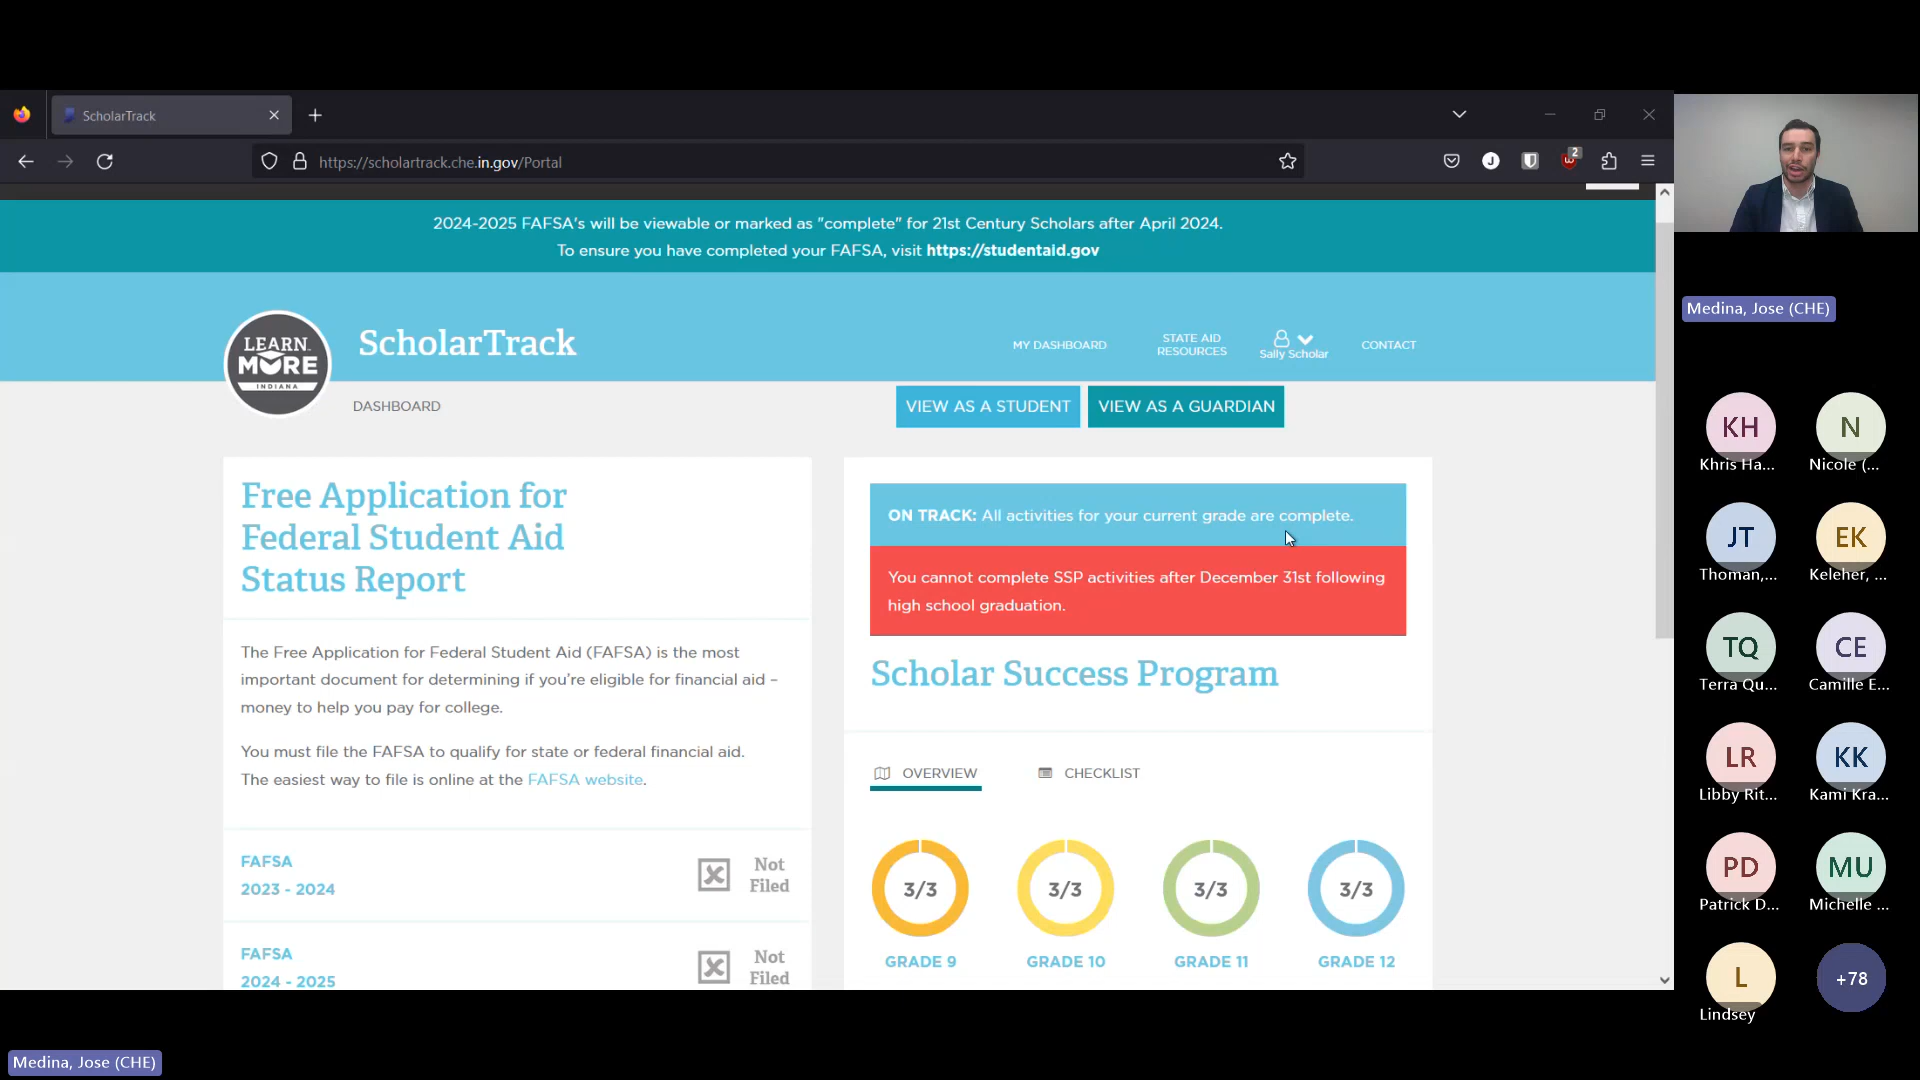 ScholarTrack
https://scholartrack.che.in.gov/Portal
J
2
2024-2025 FAFSA's will be viewable or marked as "complete" for 21st Century Scholars after April 2024.
To ensure you have completed your FAFSA, visit https://studentaid.gov
LEARN
MORE
INDIANA
ScholarTrack
MY DASHBOARD
STATE AID
RESOURCES
Sally Scholar
CONTACT
DASHBOARD
VIEW AS A STUDENT
VIEW AS A GUARDIAN
Free Application for
Federal Student Aid
Status Report
The Free Application for Federal Student Aid (FAFSA) is the most
important document for determining if you're eligible for financial aid –
money to help you pay for college.
You must file the FAFSA to qualify for state or federal financial aid.
The easiest way to file is online at the FAFSA website.
FAFSA
2023 - 2024
Not
Filed
FAFSA
2024 - 2025
Not
Filed
ON TRACK: All activities for your current grade are complete.
You cannot complete SSP activities after December 31st following
high school graduation.
Scholar Success Program
OVERVIEW
CHECKLIST
3/3
3/3
3/3
3/3
GRADE 9
GRADE 10
GRADE 11
GRADE 12
Medina, Jose (CHE)
KH
Khris Ha...
N
Nicole (...
JT
Thoman,...
EK
Keleher, ...
TQ
Terra Qu...
CE
Camille E...
LR
Libby Rit...
KK
Kami Kra...
PD
Patrick D...
MU
Michelle ...
L
Lindsey
+78
Medina, Jose (CHE)